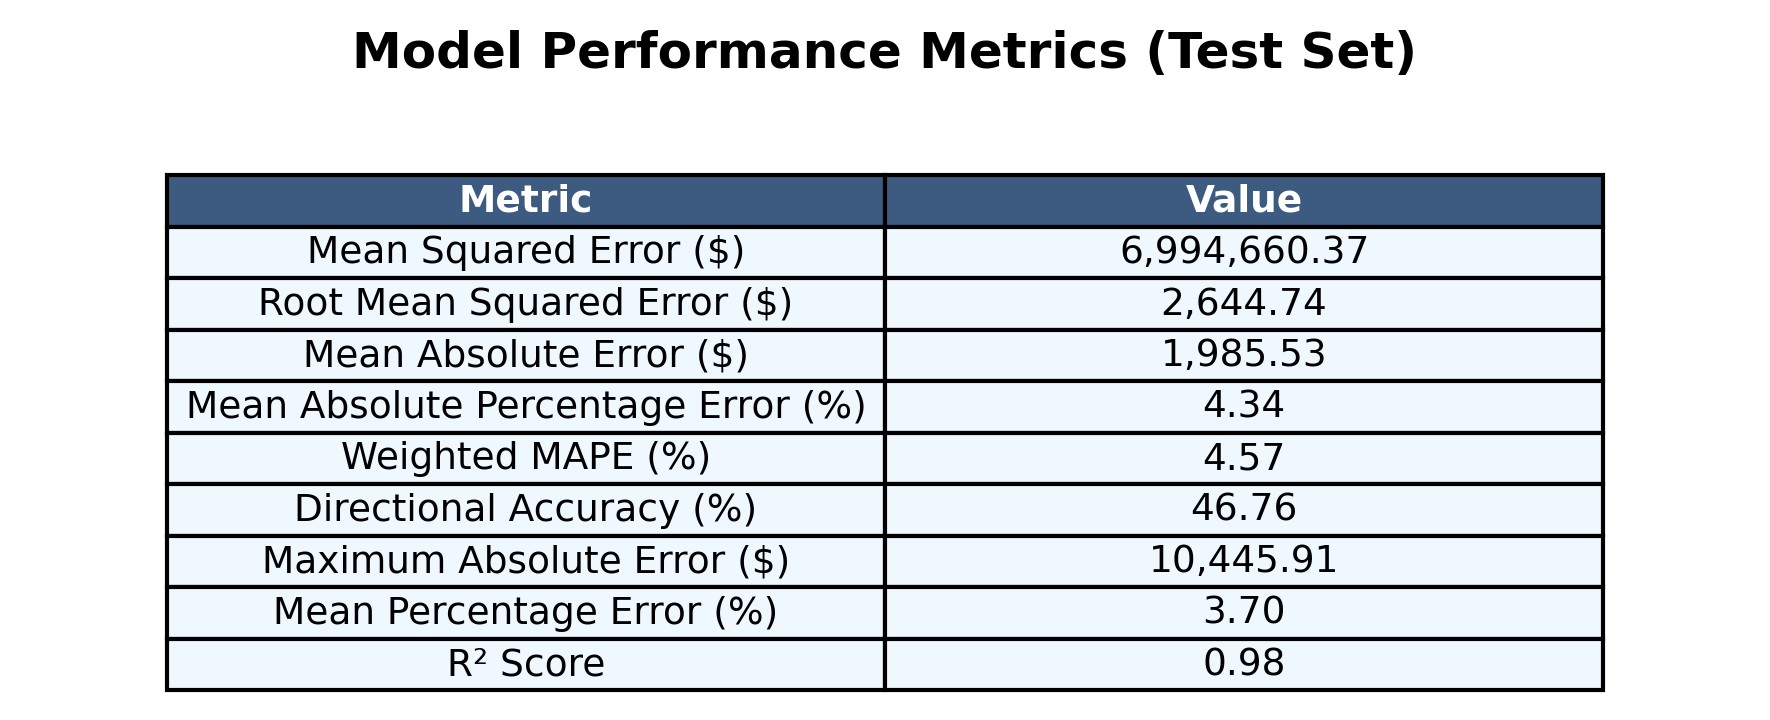 Model Performance Metrics (Test Set)
Metric Value
Mean Squared Error ($) 6,994,660.37
Root Mean Squared Error ($) 2,644.74
Mean Absolute Error ($) 1,985.53
Mean Absolute Percentage Error (%) 4.34
Weighted MAPE (%) 4.57
Directional Accuracy (%) 46.76
Maximum Absolute Error ($) 10,445.91
Mean Percentage Error (%) 3.70
R² Score 0.98